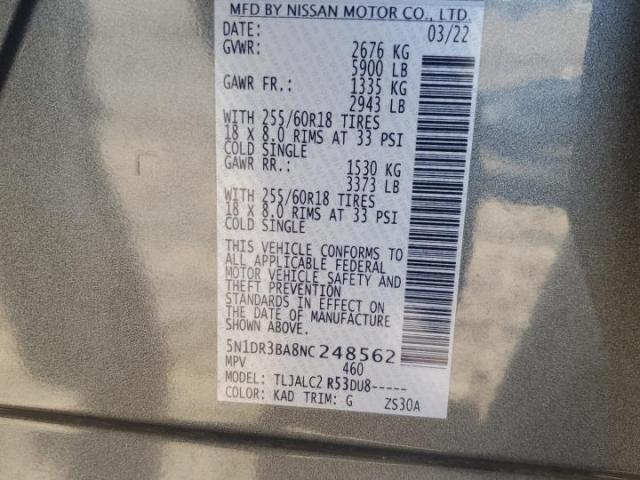 MFD BY NISSAN MOTOR CO., LTD.
03/22
GVWR: 2676 KG
5900 LB
GAWR FR.: 1335 KG
2943 LB
WITH 255/60R18 TIRES
18 X 8.0 RIMS AT 33 PSI
COLD SINGLE
GAWR RR.: 1530 KG
3373 LB
WITH 255/60R18 TIRES
18 X 8.0 RIMS AT 33 PSI
COLD SINGLE
THIS VEHICLE CONFORMS TO
ALL APPLICABLE FEDERAL
MOTOR VEHICLE SAFETY AND
THEFT PREVENTION
STANDARDS IN EFFECT ON
THE DATE OF MANUFACTURE
SHOWN ABOVE.
5N1DR3BA8NC248562
MPV 460
MODEL: TLJALC2 R53DU8-----
COLOR: KAD TRIM: G ZS30A